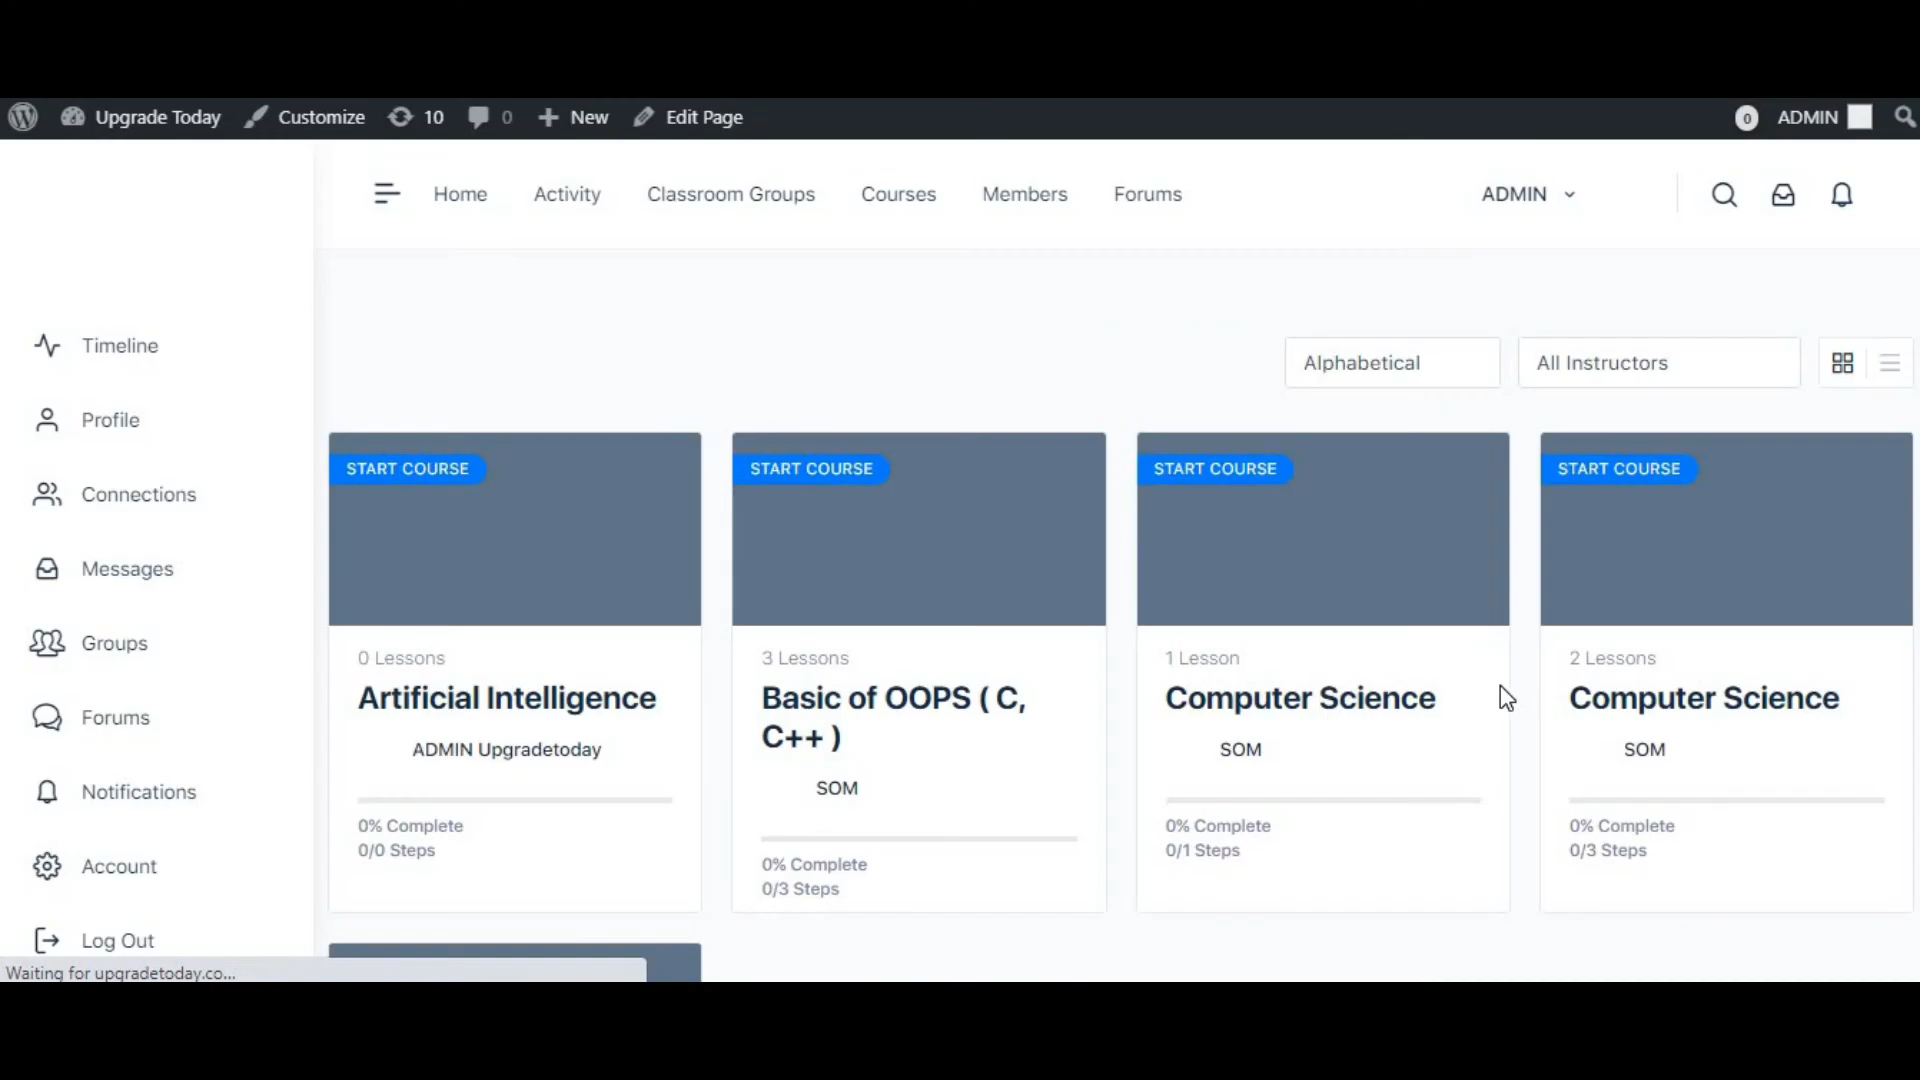 Upgrade Today Customize 10 0 New Edit Page 0 ADMIN
Home Activity Classroom Groups Courses Members Forums ADMIN
Timeline
Profile
Connections
Messages
Groups
Forums
Notifications
Account
Log Out
Alphabetical All Instructors
START COURSE
0 Lessons
Artificial Intelligence
ADMIN Upgradetoday
0% Complete
0/0 Steps
START COURSE
3 Lessons
Basic of OOPS ( C,
C++ )
SOM
0% Complete
0/3 Steps
START COURSE
1 Lesson
Computer Science
SOM
0% Complete
0/1 Steps
START COURSE
2 Lessons
Computer Science
SOM
0% Complete
0/3 Steps
Waiting for upgradetoday.co...